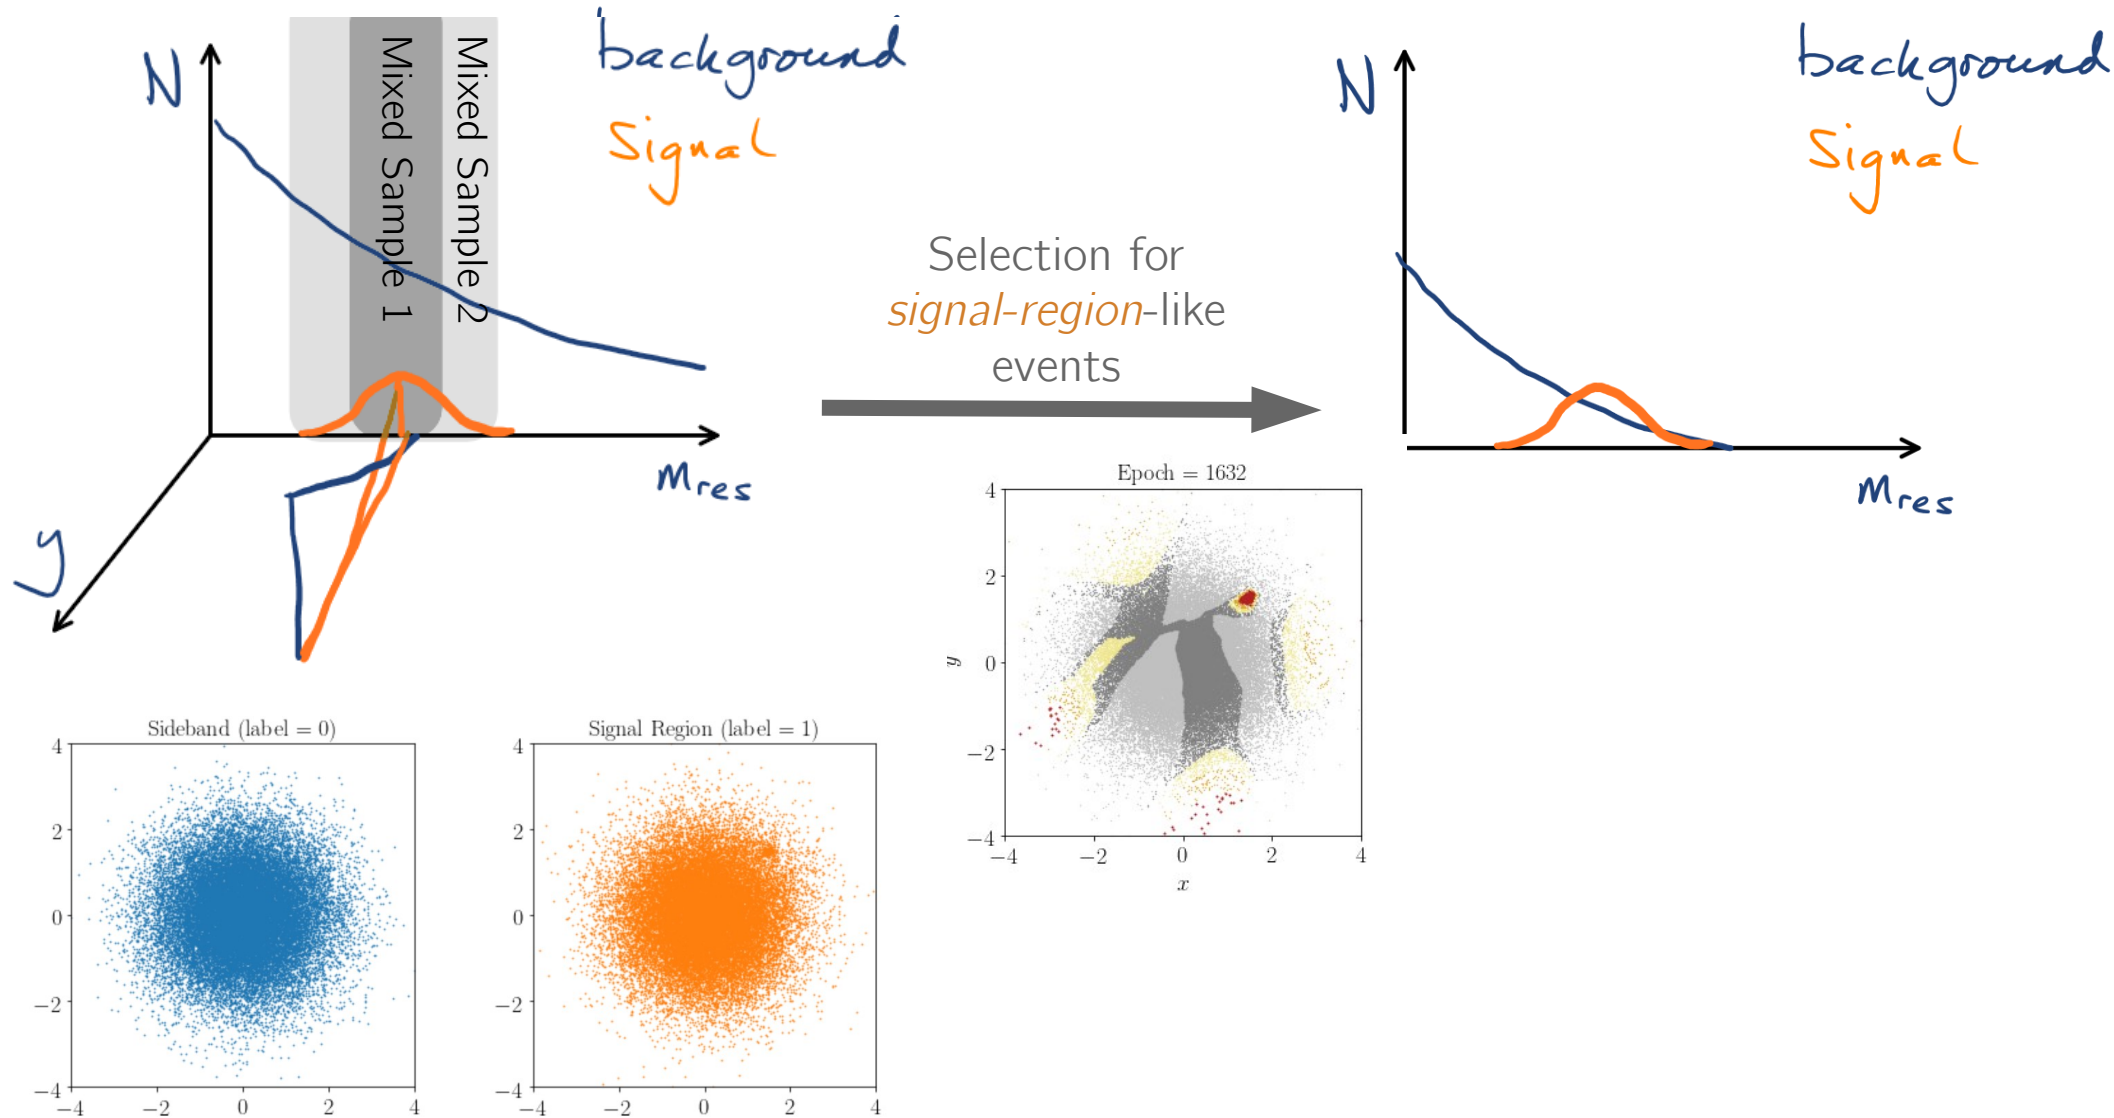 N
Mixed Sample 1
Mixed Sample 2
background
Signal
y
Mres
Selection for
signal-region-like
events
N
background
Signal
Mres
Epoch = 1632
4
2
0
−2
−4
y
−4 −2 0 2 4
x
Sideband (label = 0)
4
2
0
−2
−4
−4 −2 0 2 4
Signal Region (label = 1)
4
2
0
−2
−4
−4 −2 0 2 4